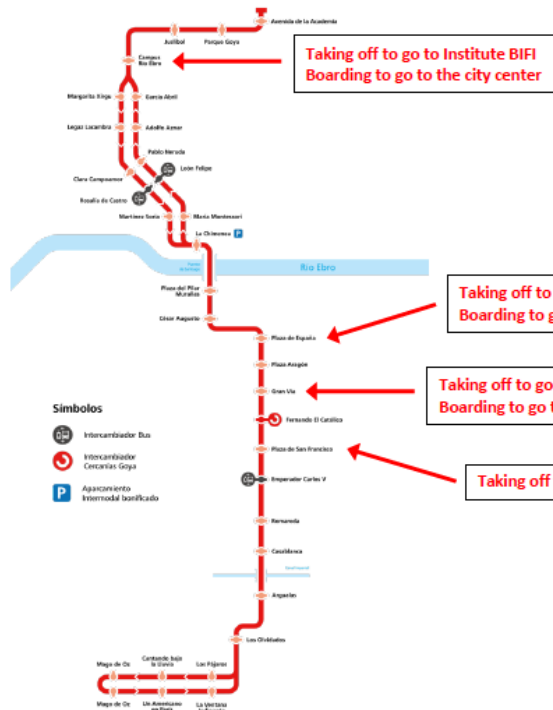 Avenida de la Academia
Juslibol
Parque Goya
Campus
Río Ebro
Taking off to go to Institute BIFI
Boarding to go to the city center
Margarita Xirgu
García Abril
Legaz Lacambra
Adolfo Aznar
Pablo Neruda
León Felipe
Clara Campoamor
Rosalía de Castro
Martínez Soria
María Montessori
La Chimenea
P
Río Ebro
Plaza del Pilar
Murallas
César Augusto
Taking off to
Boarding to g
Plaza de España
Plaza Aragón
Gran Vía
Taking off to go
Boarding to go t
Fernando El Católico
Plaza de San Francisco
Taking off
Emperador Carlos V
Romareda
Casablanca
Argualas
Los Olvidados
Símbolos
Intercambiador Bus
Intercambiador
Cercanías Goya
P
Aparcamiento
Intermodal bonificado
Mago de Oz
Cantando bajo
la lluvia
Los Pájaros
Mago de Oz
Un Americano
en París
La Ventana